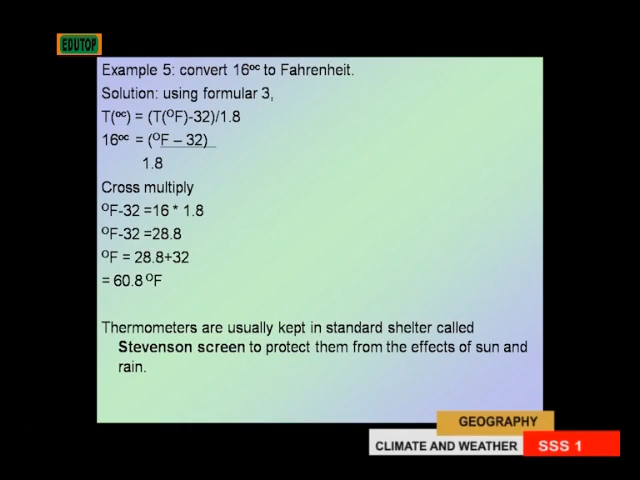 EDUTOP
Example 5: convert 16ºᶜ to Fahrenheit.
Solution: using formular 3,
T(ºᶜ) = (T(ᴼF)-32)/1.8
16ºᶜ = (ᴼF – 32)
1.8
Cross multiply
ᴼF-32 =16 * 1.8
ᴼF-32 =28.8
ᴼF = 28.8+32
= 60.8 ᴼF
Thermometers are usually kept in standard shelter called
Stevenson screen to protect them from the effects of sun and
rain.
GEOGRAPHY
CLIMATE AND WEATHER SSS 1